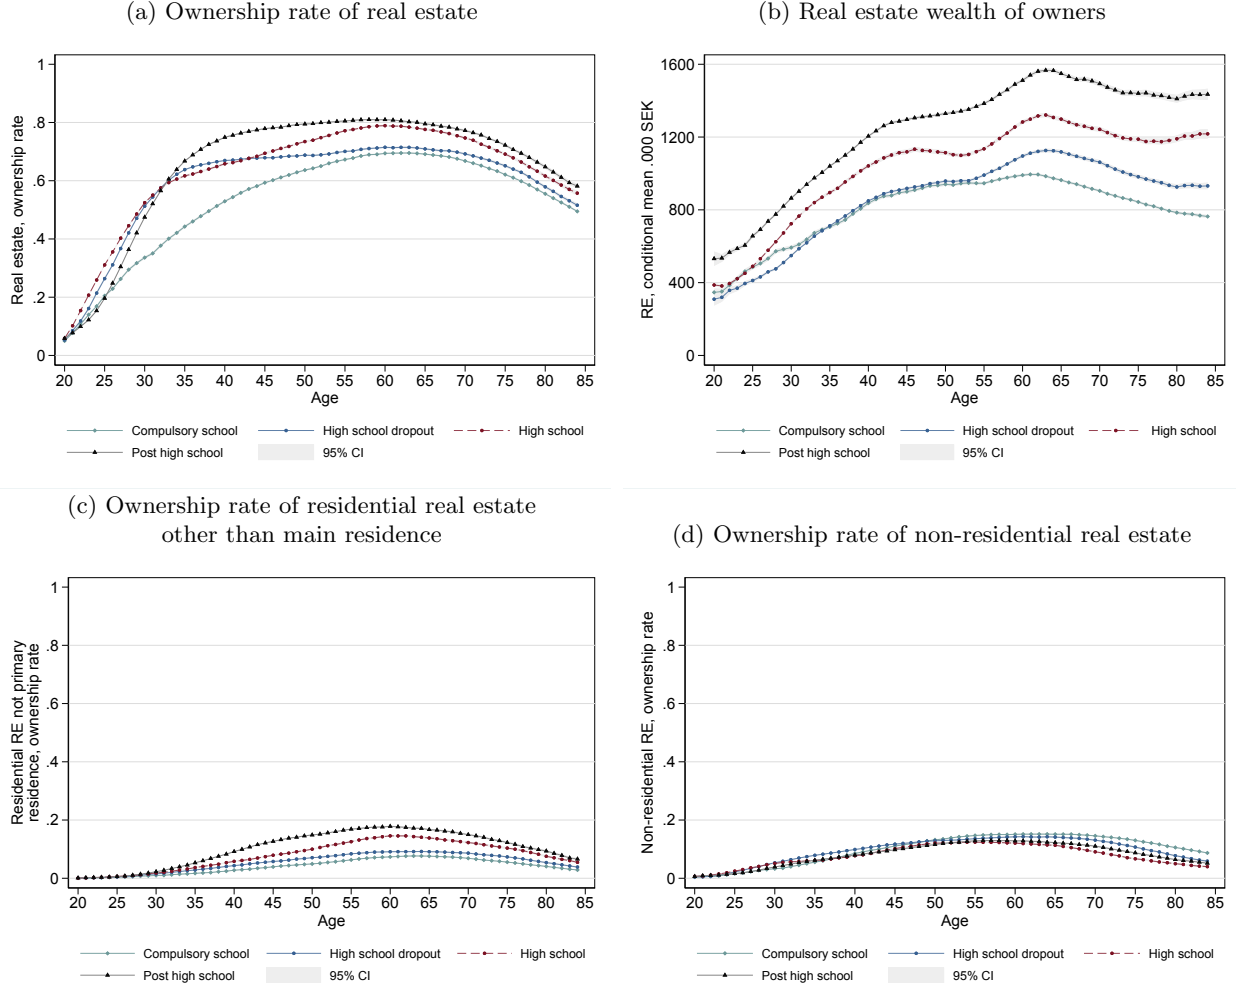 (a) Ownership rate of real estate
Real estate, ownership rate
1
.8
.6
.4
.2
0
20 25 30 35 40 45 50 55 60 65 70 75 80 85
Age
Compulsory school High school dropout High school
Post high school 95% CI
(b) Real estate wealth of owners
RE, conditional mean .000 SEK
1600
1200
800
400
0
20 25 30 35 40 45 50 55 60 65 70 75 80 85
Age
Compulsory school High school dropout High school
Post high school 95% CI
(c) Ownership rate of residential real estate
other than main residence
Residential RE not primary
residence, ownership rate
1
.8
.6
.4
.2
0
20 25 30 35 40 45 50 55 60 65 70 75 80 85
Age
Compulsory school High school dropout High school
Post high school 95% CI
(d) Ownership rate of non-residential real estate
Non-residential RE, ownership rate
1
.8
.6
.4
.2
0
20 25 30 35 40 45 50 55 60 65 70 75 80 85
Age
Compulsory school High school dropout High school
Post high school 95% CI